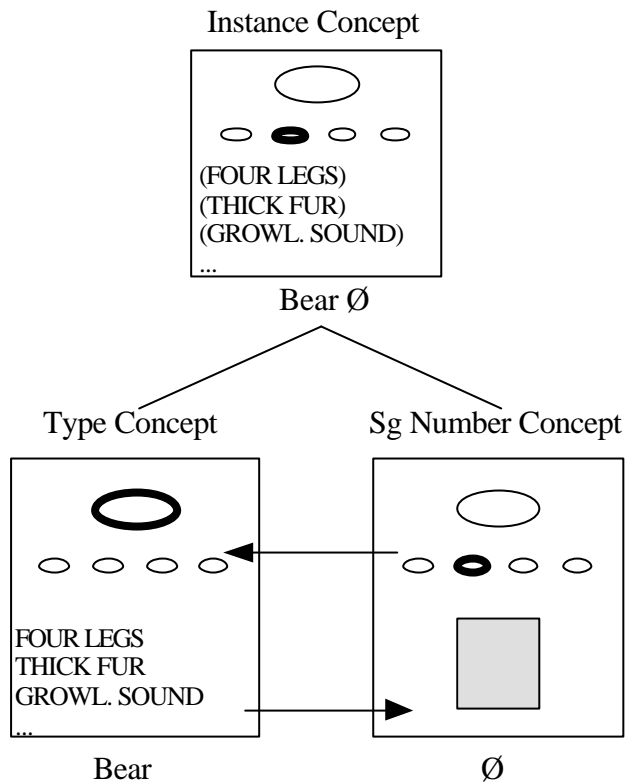 Instance Concept
(FOUR LEGS)
(THICK FUR)
(GROWL. SOUND)
...
Bear Ø
Type Concept
Sg Number Concept
FOUR LEGS
THICK FUR
GROWL. SOUND
...
Bear
Ø